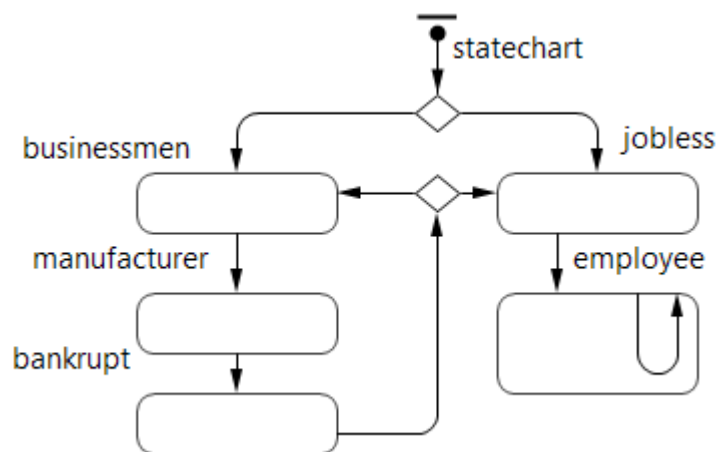 statechart
businessmen
jobless
manufacturer
employee
bankrupt